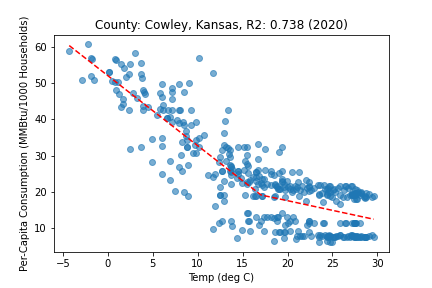 County: Cowley, Kansas, R2: 0.738 (2020)
Per-Capita Consumption (MMBtu/1000 Households)
60
50
40
30
20
10
−5 0 5 10 15 20 25 30
Temp (deg C)